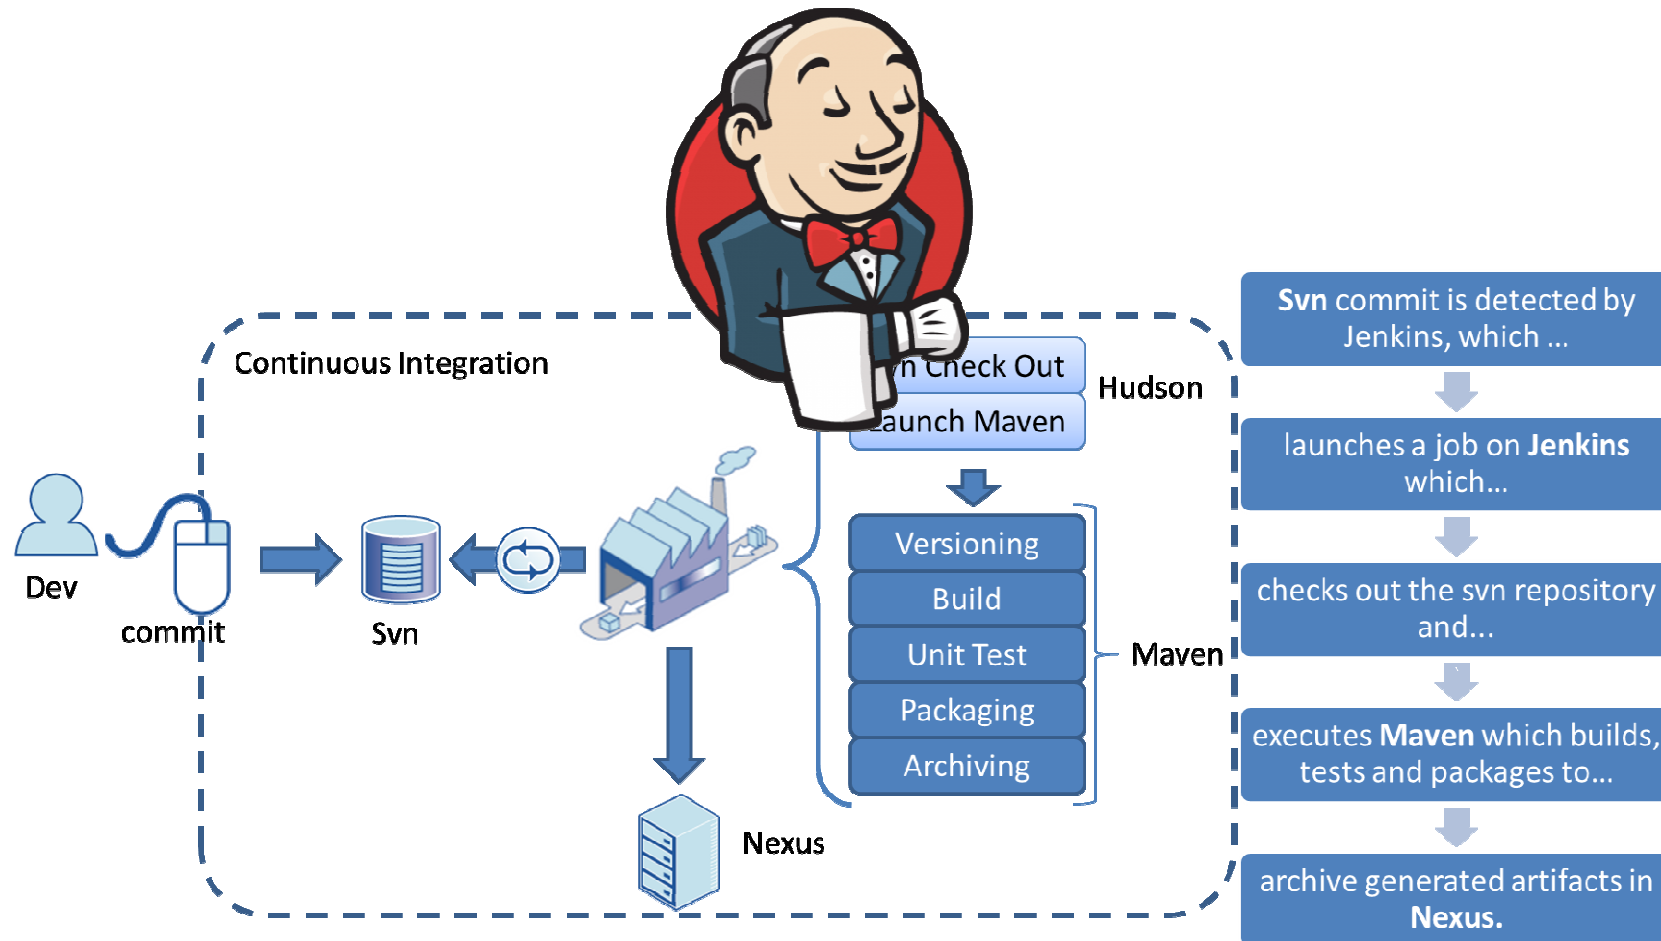 Continuous Integration
Check Out
Launch Maven
Hudson
Versioning
Build
Unit Test
Packaging
Archiving
Maven
Dev
commit
Svn
Nexus
Svn commit is detected by
Jenkins, which ...
launches a job on Jenkins
which...
checks out the svn repository
and...
executes Maven which builds,
tests and packages to...
archive generated artifacts in
Nexus.